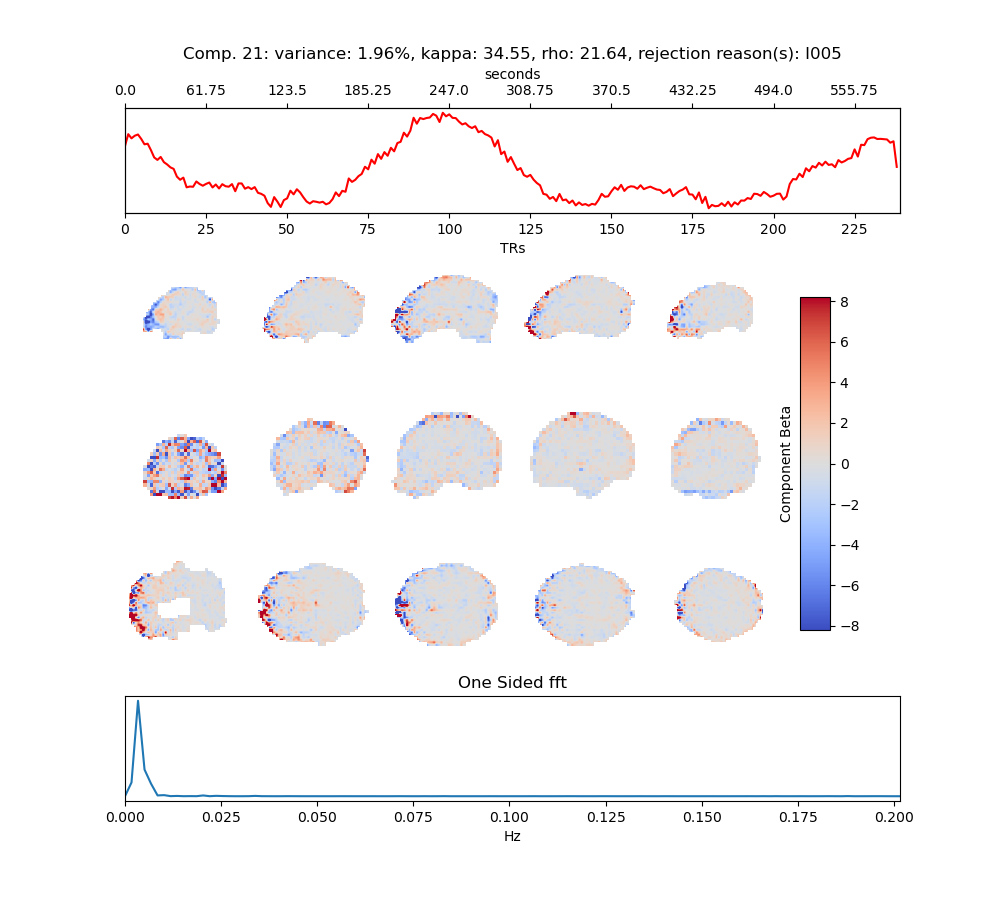 Comp. 21: variance: 1.96%, kappa: 34.55, rho: 21.64, rejection reason(s): I005
seconds
0.0 61.75 123.5 185.25 247.0 308.75 370.5 432.25 494.0 555.75
0 25 50 75 100 125 150 175 200 225
TRs
8
6
4
2
0
−2
−4
−6
−8
Component Beta
One Sided fft
0.000 0.025 0.050 0.075 0.100 0.125 0.150 0.175 0.200
Hz